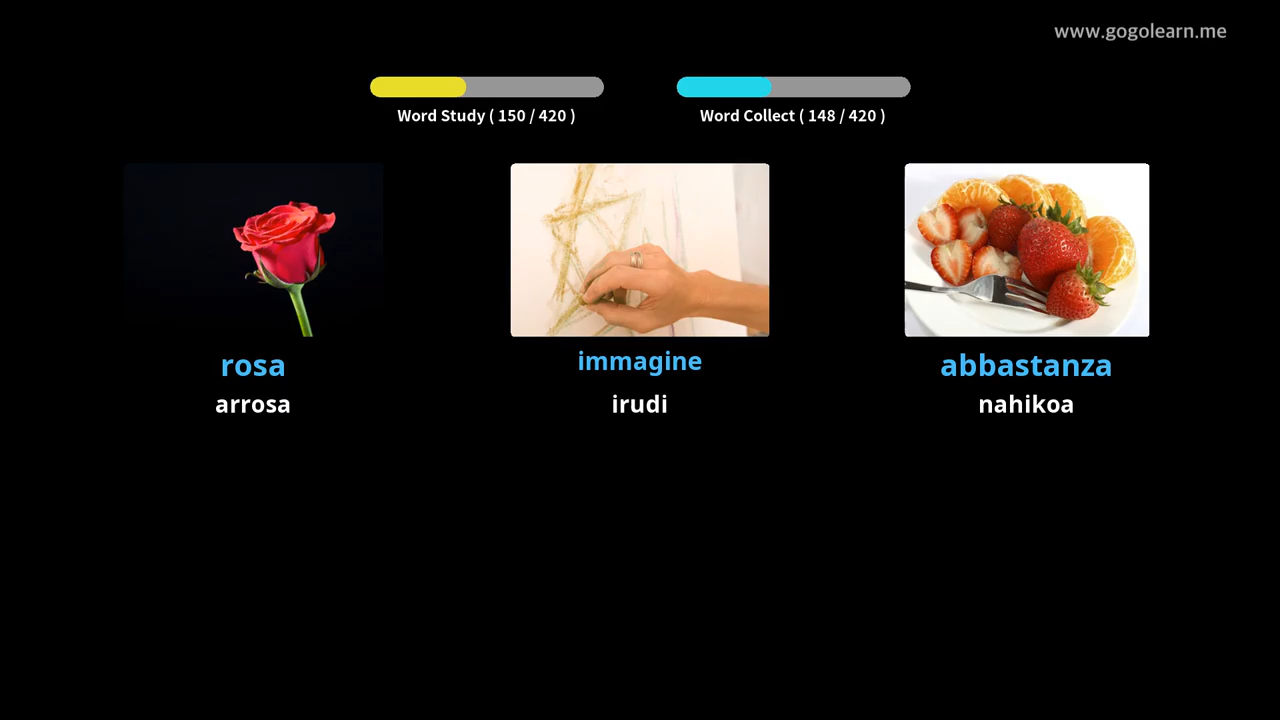 www.gogolearn.me
Word Study ( 150 / 420 )
Word Collect ( 148 / 420 )
rosa
arrosa
immagine
irudi
abbastanza
nahikoa